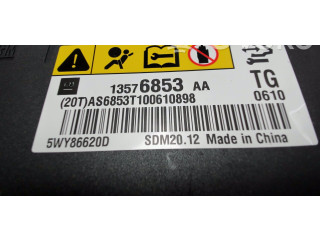 13576853 AA TG
(20T)AS6853T100610898 0610
5WY86620D SDM20.12 Made in China